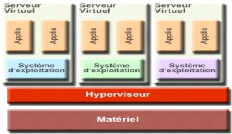 Serveur Serveur Serveur
Virtuel Virtuel Virtuel
Applis Applis Applis Applis Applis Applis
Système Système Système
d'exploitation d'exploitation d'exploitation
Hyperviseur
Matériel